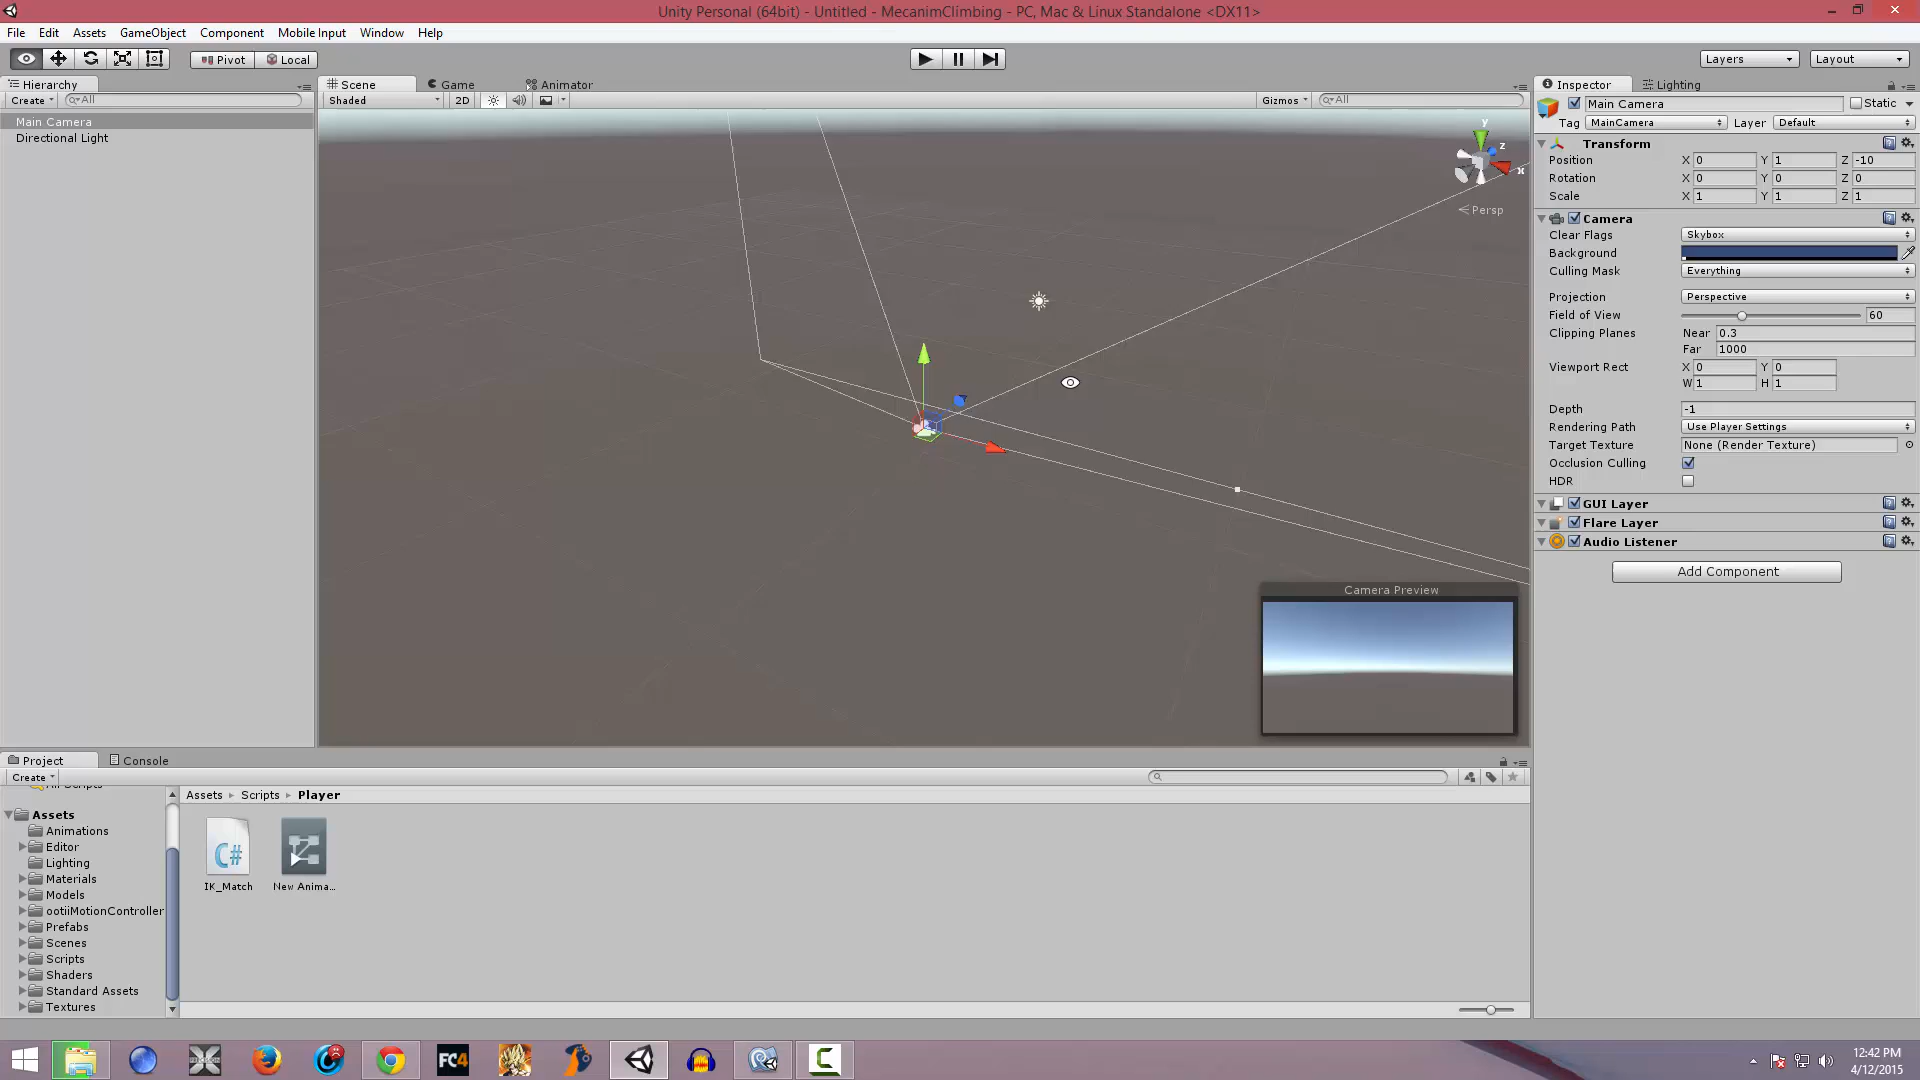 Unity Personal (64bit) - Untitled - MecanimClimbing - PC, Mac & Linux Standalone <DX11>
File Edit Assets GameObject Component Mobile Input Window Help
Pivot Local Layers Layout
Hierarchy
Create All
Main Camera
Directional Light
Scene Game Animator
Shaded 2D Gizmos All
y
z
x
Persp
Camera Preview
Inspector Lighting
Main Camera Static
Tag MainCamera Layer Default
Transform
Position X 0 Y 1 Z -10
Rotation X 0 Y 0 Z 0
Scale X 1 Y 1 Z 1
Camera
Clear Flags Skybox
Background
Culling Mask Everything
Projection Perspective
Field of View 60
Clipping Planes Near 0.3
Far 1000
Viewport Rect X 0 Y 0
W 1 H 1
Depth -1
Rendering Path Use Player Settings
Target Texture None (Render Texture)
Occlusion Culling
HDR
GUI Layer
Flare Layer
Audio Listener
Add Component
Project Console
Create
Assets
Animations
Editor
Lighting
Materials
Models
ootiiMotionController
Prefabs
Scenes
Scripts
Shaders
Standard Assets
Textures
Assets Scripts Player
C#
IK_Match New Anima...
FC4
12:42 PM
4/12/2015